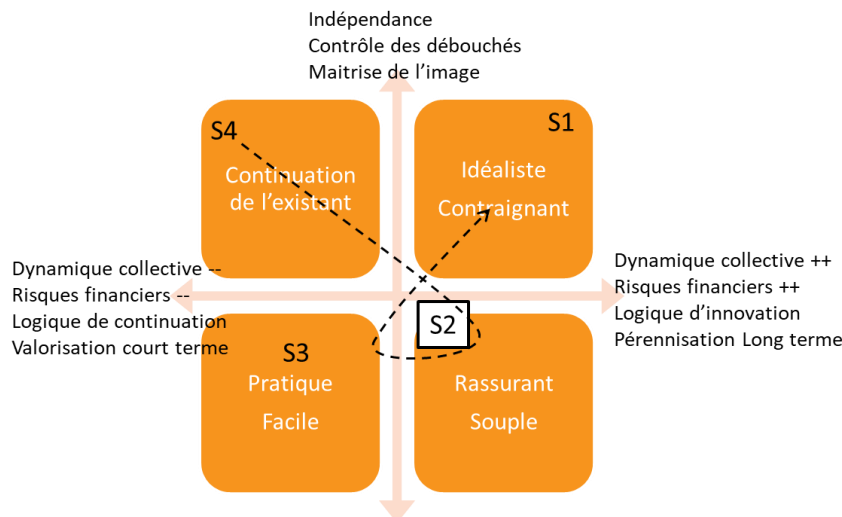 Indépendance
Contrôle des débouchés
Maitrise de l'image
S4
S1
Continuation
de l'existant
Idéaliste
Contraignant
Dynamique collective --
Risques financiers --
Logique de continuation
Valorisation court terme
Dynamique collective ++
Risques financiers ++
Logique d'innovation
Pérennisation Long terme
S2
S3
Pratique
Facile
Rassurant
Souple